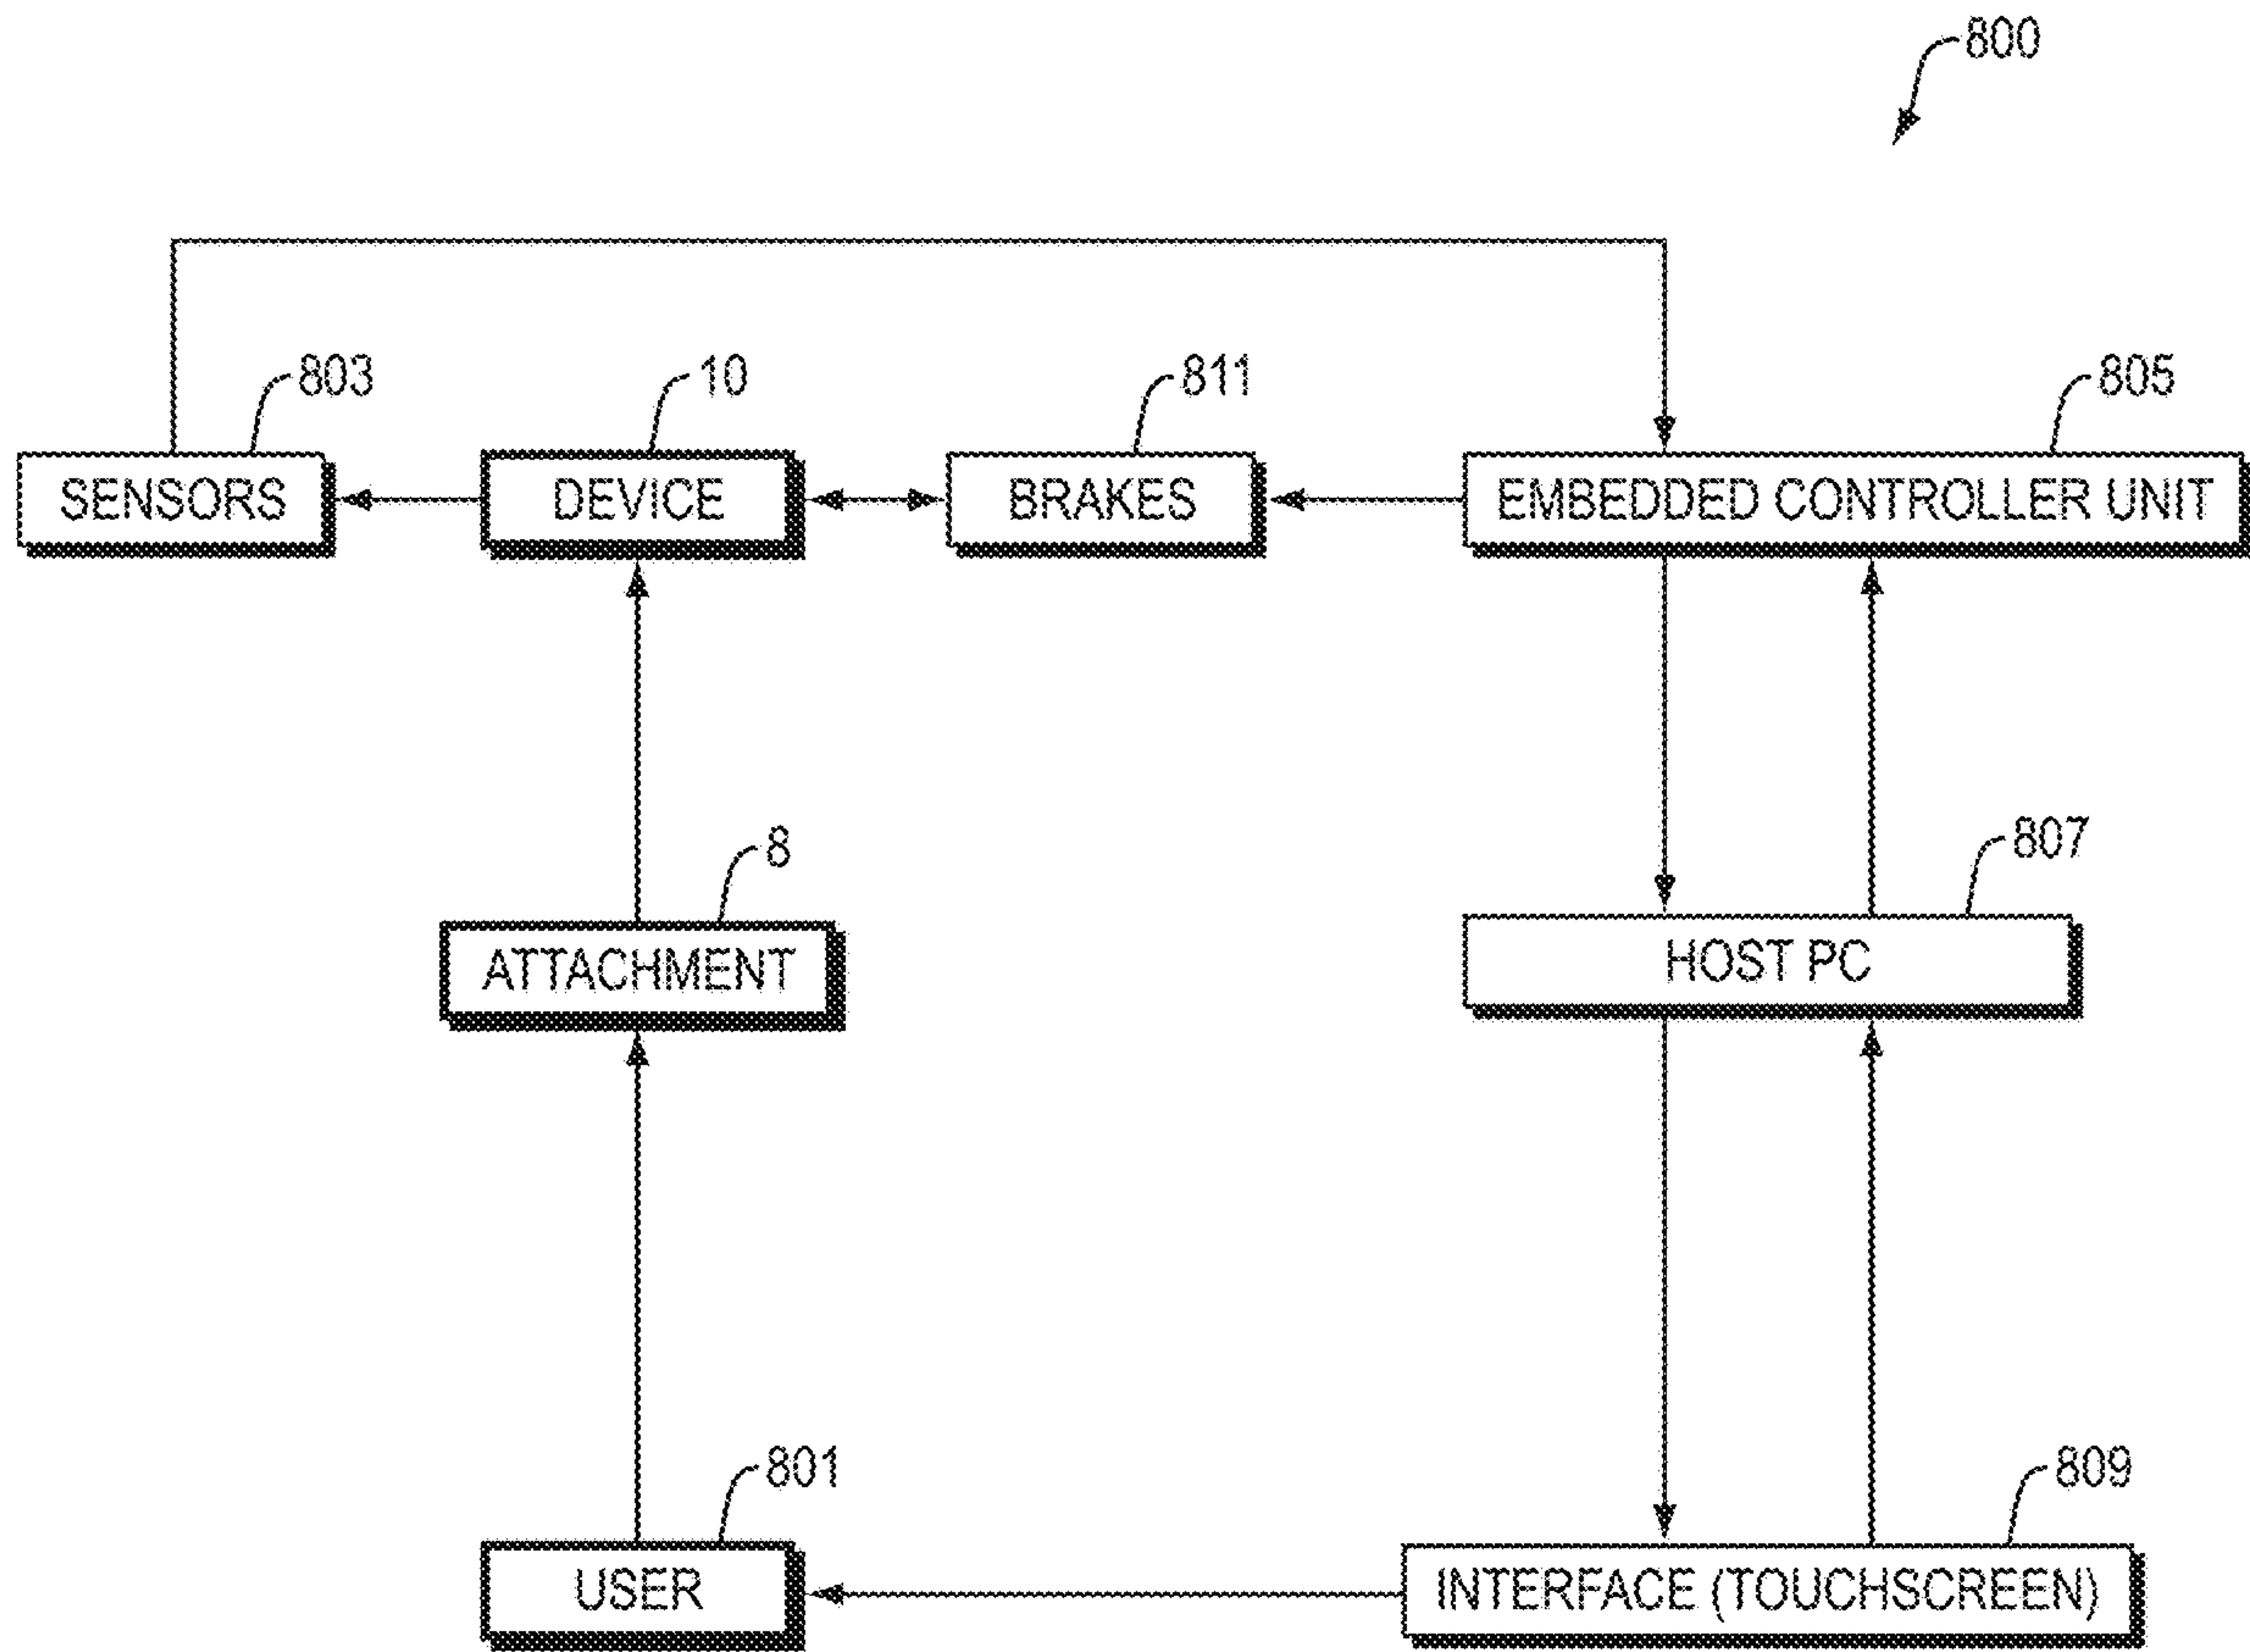 800
803
10
811
805
SENSORS
DEVICE
BRAKES
EMBEDDED CONTROLLER UNIT
8
807
ATTACHMENT
HOST PC
801
809
USER
INTERFACE (TOUCHSCREEN)